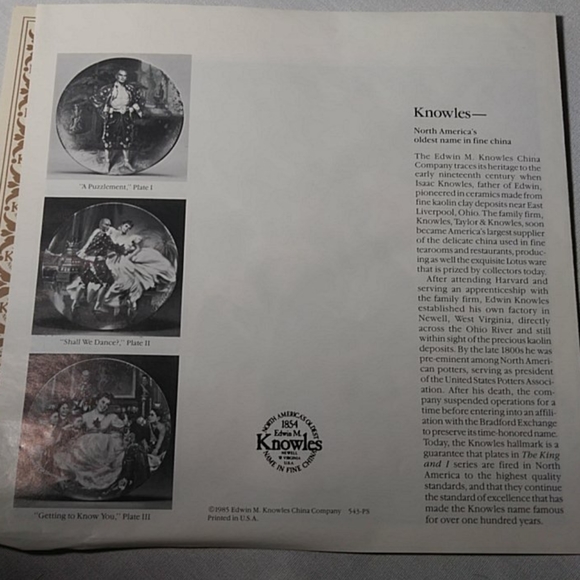 "A Puzzlement," Plate I
"Shall We Dance?," Plate II
"Getting to Know You," Plate III
NORTH AMERICA'S OLDEST
1854
Edwin M.
Knowles
NEWELL
W. VIRGINIA
U.S.A.
NAME IN FINE CHINA
©1985 Edwin M. Knowles China Company 543-PS
Printed in U.S.A.
Knowles—
North America's
oldest name in fine china
The Edwin M. Knowles China
Company traces its heritage to the
early nineteenth century when
Isaac Knowles, father of Edwin,
pioneered in ceramics made from
fine kaolin clay deposits near East
Liverpool, Ohio. The family firm,
Knowles, Taylor & Knowles, soon
became America's largest supplier
of the delicate china used in fine
tearooms and restaurants, produc-
ing as well the exquisite Lotus ware
that is prized by collectors today.
After attending Harvard and
serving an apprenticeship with
the family firm, Edwin Knowles
established his own factory in
Newell, West Virginia, directly
across the Ohio River and still
within sight of the precious kaolin
deposits. By the late 1800s he was
pre-eminent among North Ameri-
can potters, serving as president
of the United States Potters Associ-
ation. After his death, the com-
pany suspended operations for a
time before entering into an affili-
ation with the Bradford Exchange
to preserve its time-honored name.
Today, the Knowles hallmark is a
guarantee that plates in The King
and I series are fired in North
America to the highest quality
standards, and that they continue
the standard of excellence that has
made the Knowles name famous
for over one hundred years.